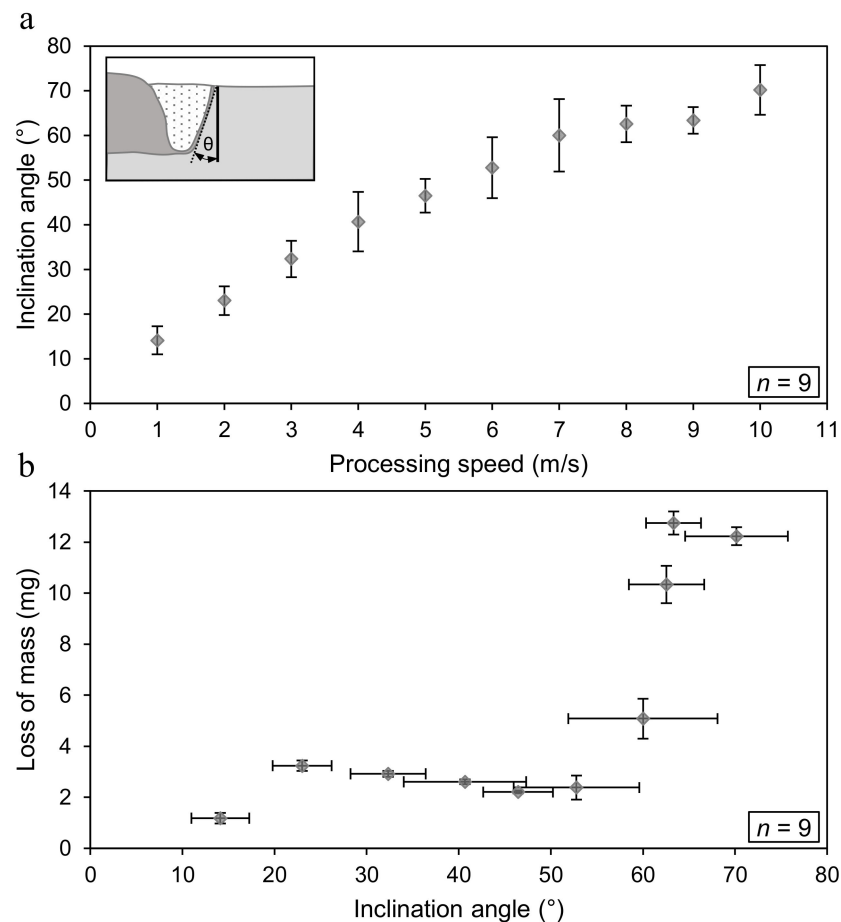 a
80
70
60
50
40
30
20
10
0
Inclination angle (°)
θ
n = 9
0 1 2 3 4 5 6 7 8 9 10 11
Processing speed (m/s)
b
14
12
10
8
6
4
2
0
Loss of mass (mg)
n = 9
0 10 20 30 40 50 60 70 80
Inclination angle (°)